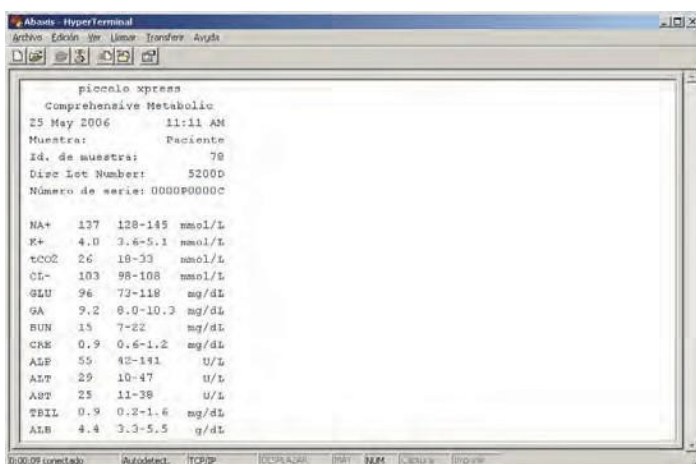 Abaxis - HyperTerminal
Archivo Edición Ver Llamar Transferir Ayuda
piccolo xpress
Comprehensive Metabolic
25 May 2006 11:11 AM
Muestra: Paciente
Id. de muestra: 78
Disc Lot Number: 5200D
Número de serie: 0000P0000C
NA+ 137 128-145 mmol/L
K+ 4.0 3.6-5.1 mmol/L
tCO2 26 18-33 mmol/L
CL- 103 98-108 mmol/L
GLU 96 73-118 mg/dL
GA 9.2 8.0-10.3 mg/dL
BUN 15 7-22 mg/dL
CRE 0.9 0.6-1.2 mg/dL
ALP 55 42-141 U/L
ALT 29 10-47 U/L
AST 25 11-38 U/L
TBIL 0.9 0.2-1.6 mg/dL
ALB 4.4 3.3-5.5 g/dL
0:00:09 conectado Autodetect. TCP/IP DESPLAZAR MAY NUM Capturar Imprimir